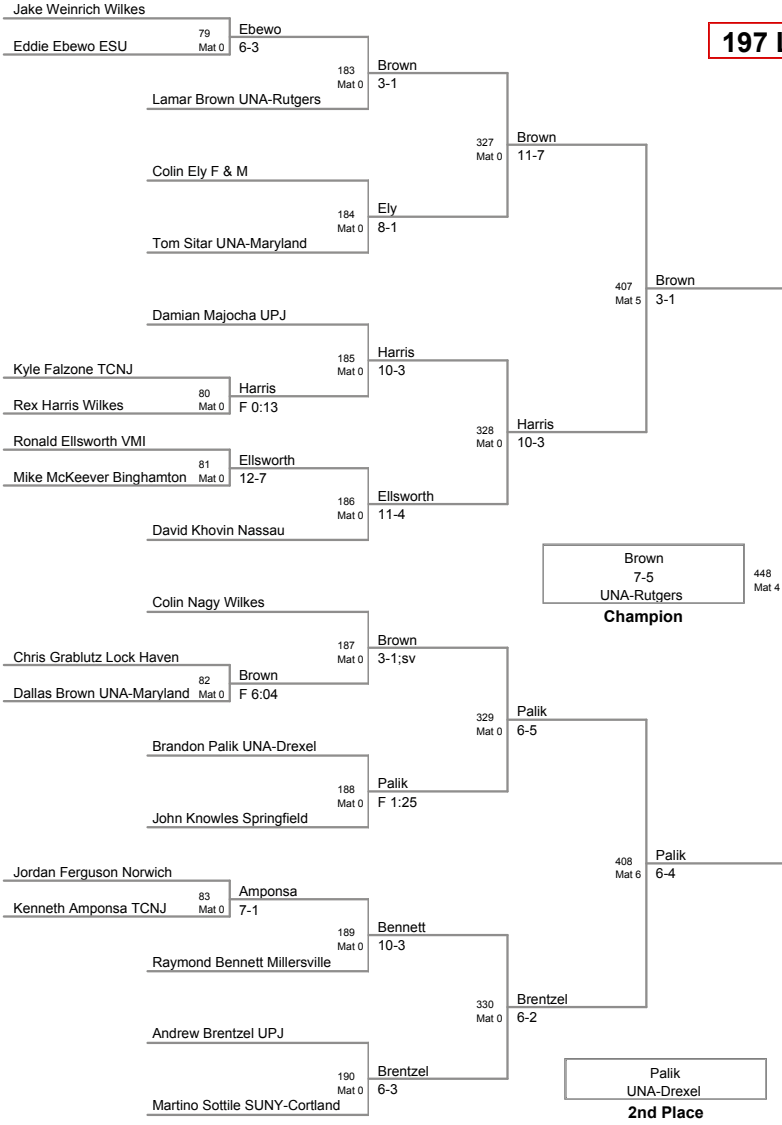 Jake Weinrich Wilkes
79
Mat 0
Ebewo
6-3
Eddie Ebewo ESU
197 L
183
Mat 0
Brown
3-1
Lamar Brown UNA-Rutgers
327
Mat 0
Brown
11-7
Colin Ely F & M
184
Mat 0
Ely
8-1
Tom Sitar UNA-Maryland
407
Mat 5
Brown
3-1
Damian Majocha UPJ
185
Mat 0
Harris
10-3
Kyle Falzone TCNJ
80
Mat 0
Harris
F 0:13
Rex Harris Wilkes
328
Mat 0
Harris
10-3
Ronald Ellsworth VMI
81
Mat 0
Ellsworth
12-7
Mike McKeever Binghamton
186
Mat 0
Ellsworth
11-4
David Khovin Nassau
Brown
7-5
UNA-Rutgers
448
Mat 4
Champion
Colin Nagy Wilkes
187
Mat 0
Brown
3-1;sv
Chris Grablutz Lock Haven
82
Mat 0
Brown
F 6:04
Dallas Brown UNA-Maryland
329
Mat 0
Palik
6-5
Brandon Palik UNA-Drexel
188
Mat 0
Palik
F 1:25
John Knowles Springfield
408
Mat 6
Palik
6-4
Jordan Ferguson Norwich
83
Mat 0
Amponsa
7-1
Kenneth Amponsa TCNJ
189
Mat 0
Bennett
10-3
Raymond Bennett Millersville
330
Mat 0
Brentzel
6-2
Andrew Brentzel UPJ
190
Mat 0
Brentzel
6-3
Martino Sottile SUNY-Cortland
Palik
UNA-Drexel
2nd Place